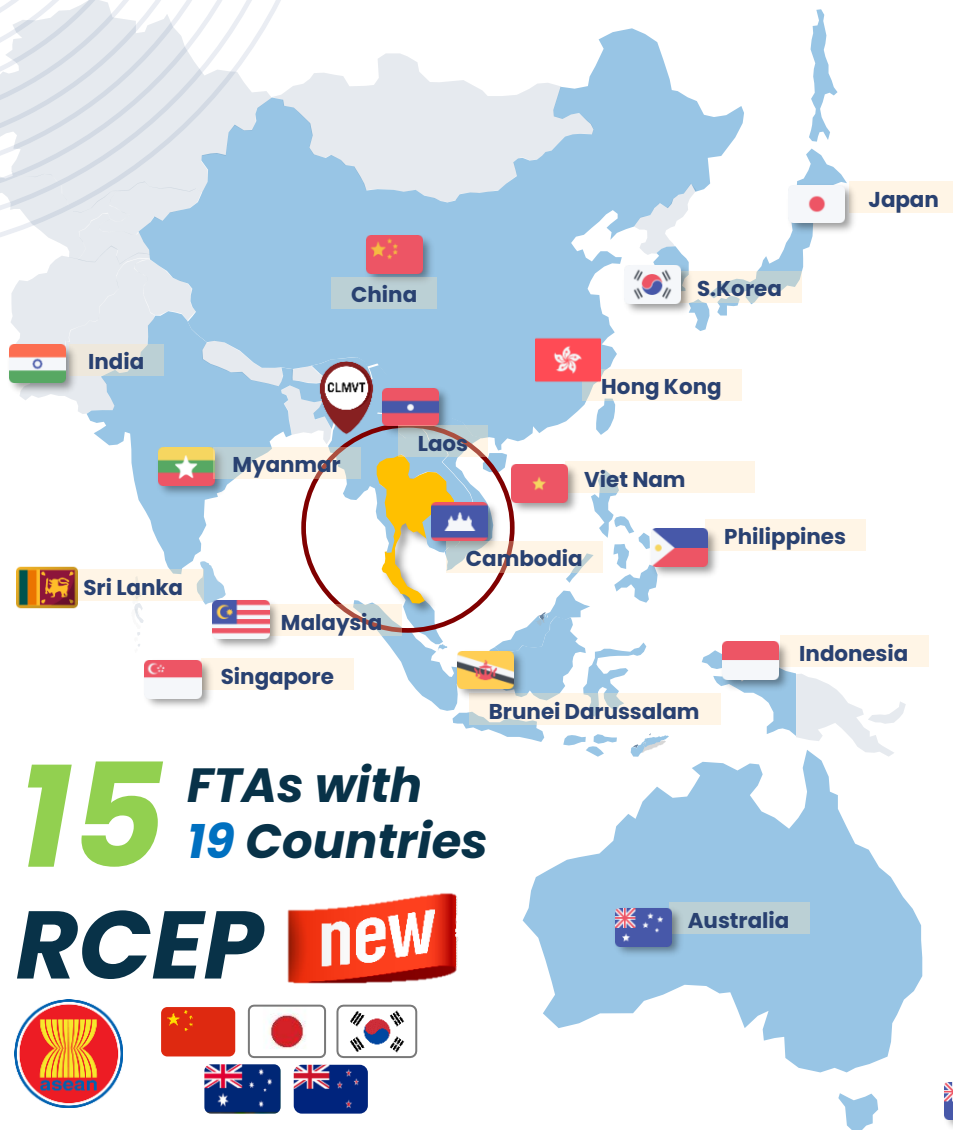 Japan
China
S.Korea
India
CLMVT
Hong Kong
Laos
Myanmar
Viet Nam
Philippines
Cambodia
Sri Lanka
Malaysia
Indonesia
Singapore
Brunei Darussalam
15
FTAs with
19 Countries
RCEP
new
Australia
asean